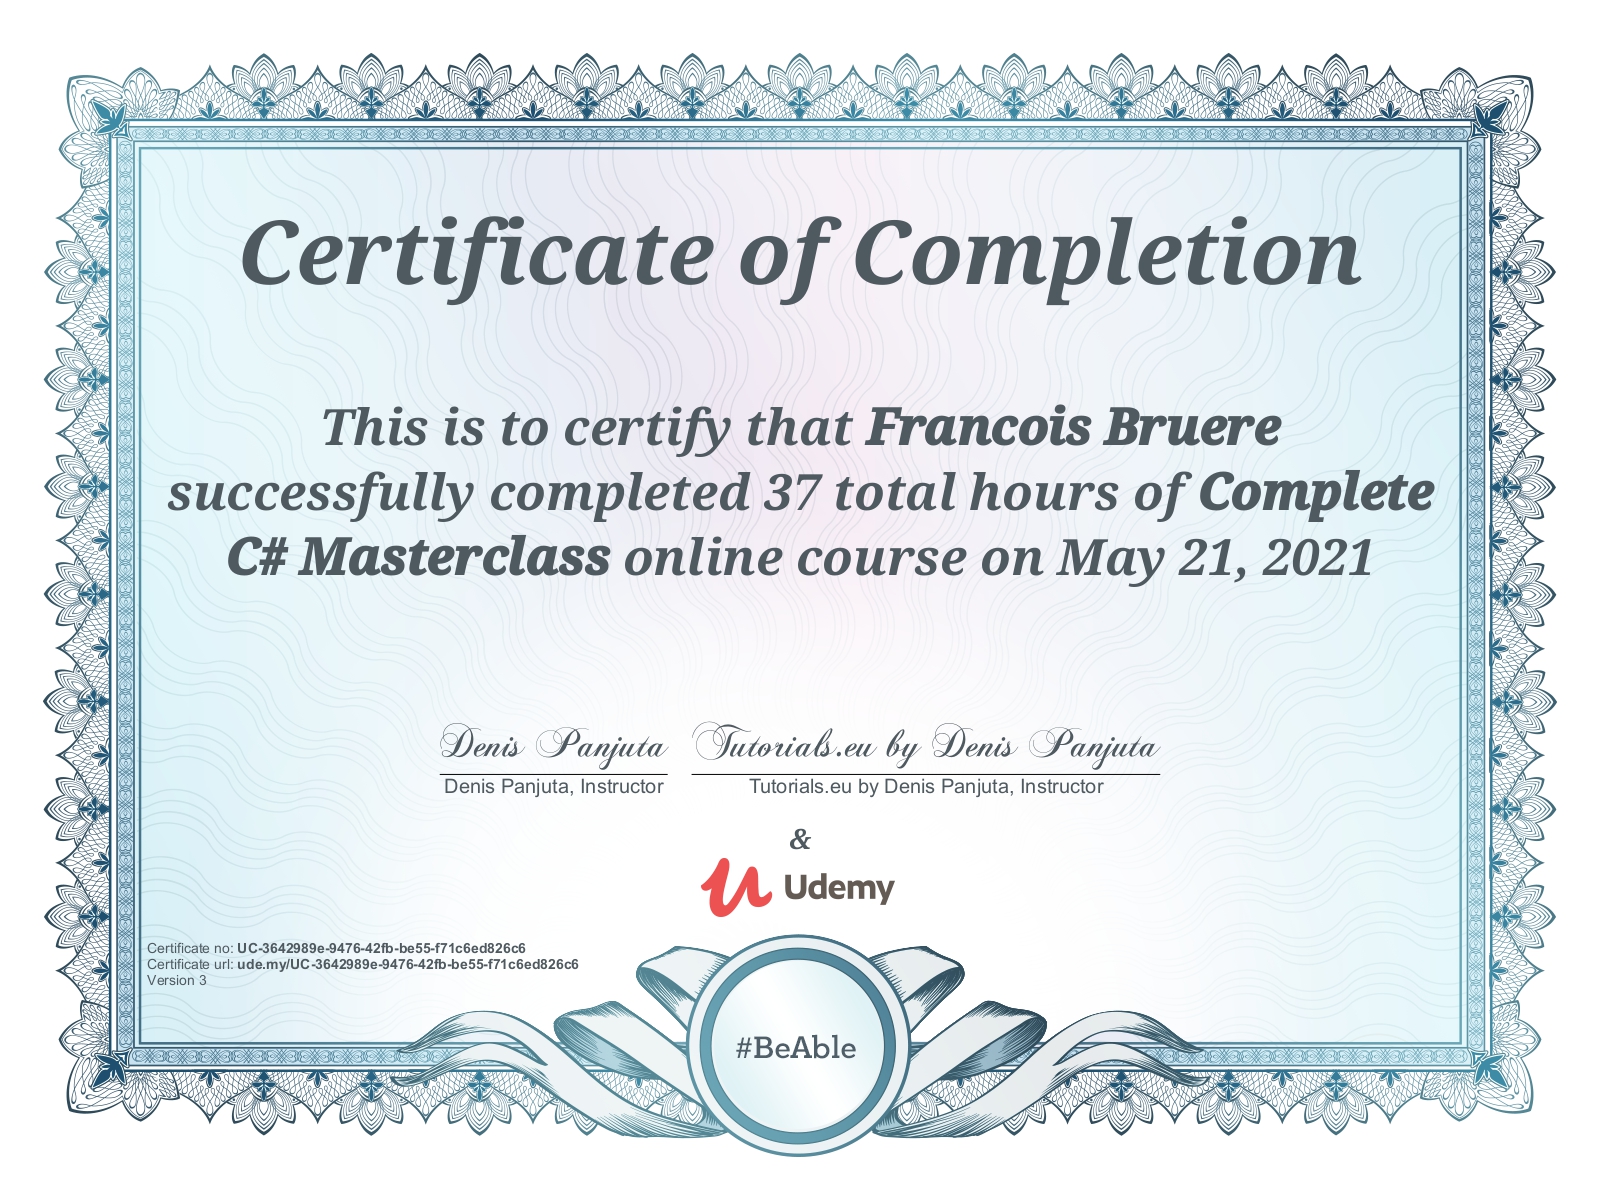 Certificate of Completion
This is to certify that Francois Bruere
successfully completed 37 total hours of Complete
C# Masterclass online course on May 21, 2021
Denis Panjuta
Tutorials.eu by Denis Panjuta
Denis Panjuta, Instructor
Tutorials.eu by Denis Panjuta, Instructor
&
Udemy
Certificate no: UC-3642989e-9476-42fb-be55-f71c6ed826c6
Certificate url: ude.my/UC-3642989e-9476-42fb-be55-f71c6ed826c6
Version 3
#BeAble